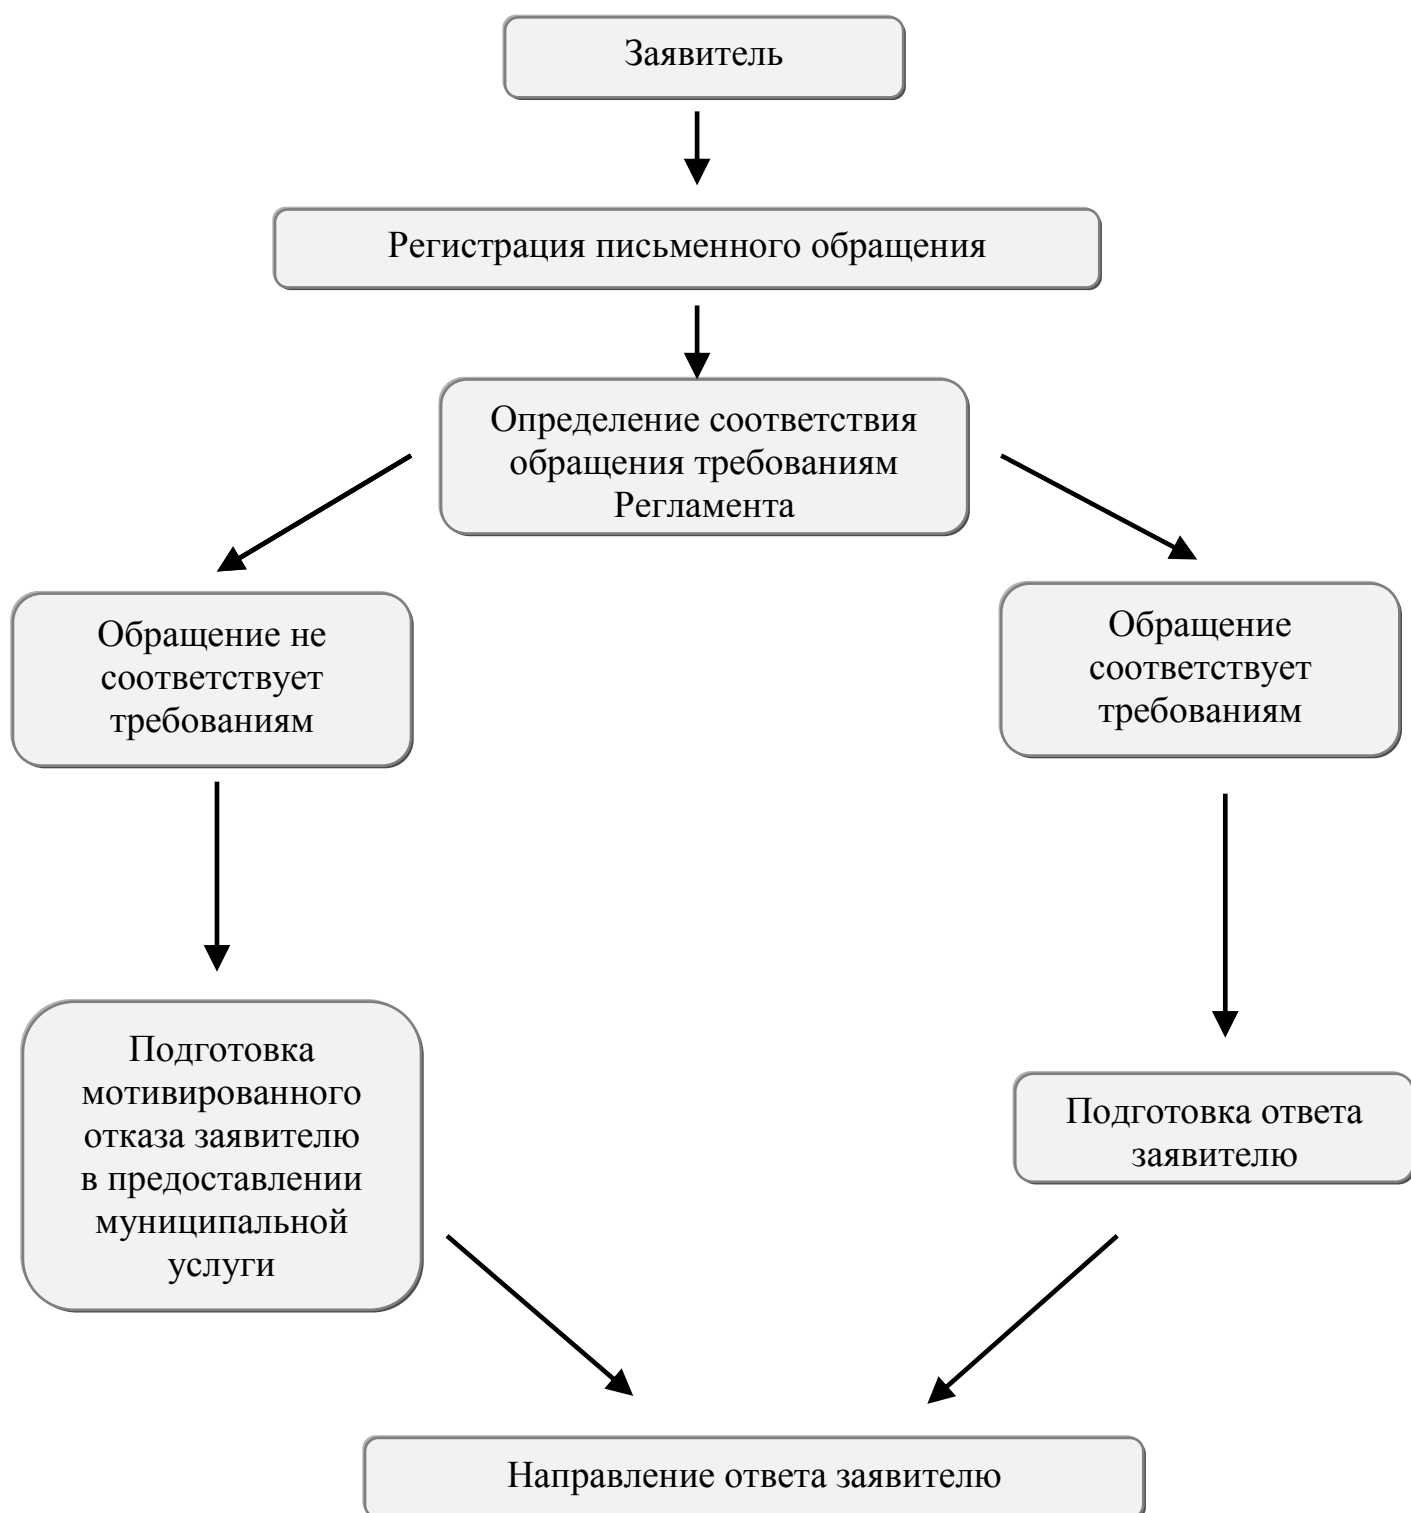 Заявитель
Регистрация письменного обращения
Определение соответствия
обращения требованиям
Регламента
Обращение не
соответствует
требованиям
Обращение
соответствует
требованиям
Подготовка
мотивированного
отказа заявителю
в предоставлении
муниципальной
услуги
Подготовка ответа
заявителю
Направление ответа заявителю